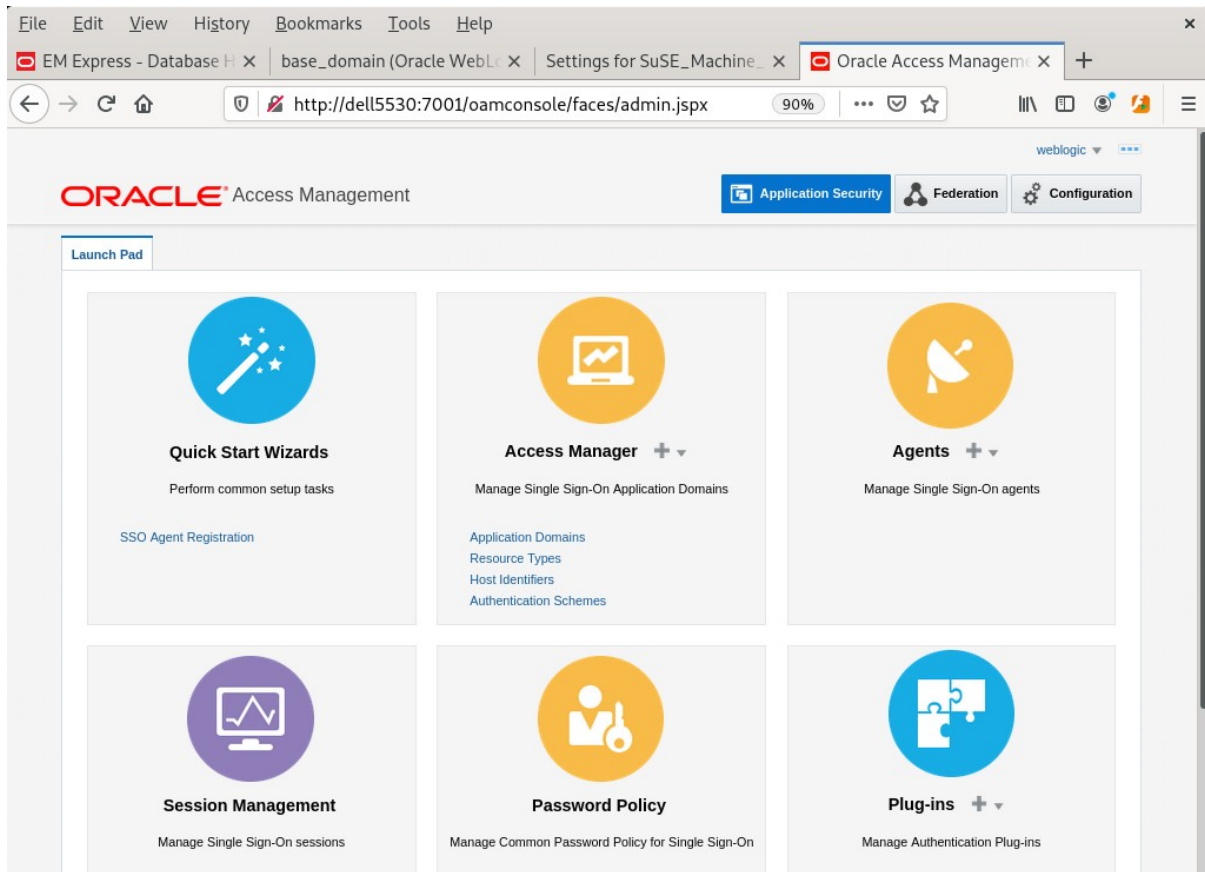 File Edit View History Bookmarks Tools Help
EM Express - Database H
base_domain (Oracle WebLo
Settings for SuSE_Machine_
Oracle Access Manageme
http://dell5530:7001/oamconsole/faces/admin.jspx 90%
weblogic
ORACLE Access Management
Application Security
Federation
Configuration
Launch Pad
Quick Start Wizards
Perform common setup tasks
SSO Agent Registration
Access Manager
Manage Single Sign-On Application Domains
Application Domains
Resource Types
Host Identifiers
Authentication Schemes
Agents
Manage Single Sign-On agents
Session Management
Manage Single Sign-On sessions
Password Policy
Manage Common Password Policy for Single Sign-On
Plug-ins
Manage Authentication Plug-ins